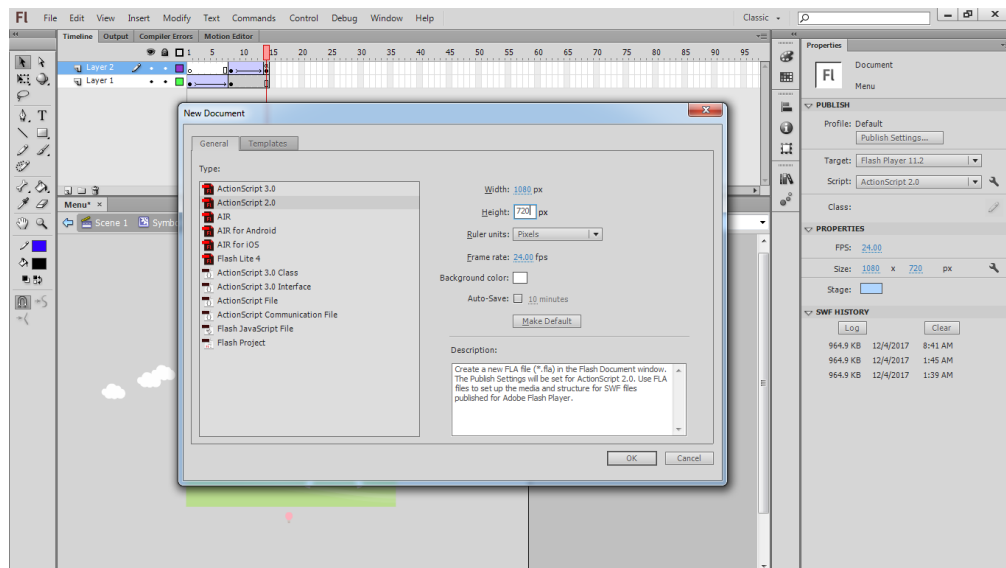 Fl File Edit View Insert Modify Text Commands Control Debug Window Help Classic
Timeline Output Compiler Errors Motion Editor
1 5 10 15 20 25 30 35 40 45 50 55 60 65 70 75 80 85 90 95
Layer 2
Layer 1
Menu* ×
Scene 1
New Document
General Templates
Type:
ActionScript 3.0
ActionScript 2.0
AIR
AIR for Android
AIR for iOS
Flash Lite 4
ActionScript 3.0 Class
ActionScript 3.0 Interface
ActionScript File
ActionScript Communication File
Flash JavaScript File
Flash Project
Width: 1080 px
Height: 720 px
Ruler units: Pixels
Frame rate: 24.00 fps
Background color:
Auto-Save: 10 minutes
Make Default
Description:
Create a new FLA file (*.fla) in the Flash Document window.
The Publish Settings will be set for ActionScript 2.0. Use FLA
files to set up the media and structure for SWF files
published for Adobe Flash Player.
OK Cancel
Properties
Fl
Document
Menu
PUBLISH
Profile: Default
Publish Settings...
Target: Flash Player 11.2
Script: ActionScript 2.0
Class:
PROPERTIES
FPS: 24.00
Size: 1080 x 720 px
Stage:
SWF HISTORY
Log Clear
964.9 KB 12/4/2017 8:41 AM
964.9 KB 12/4/2017 1:45 AM
964.9 KB 12/4/2017 1:39 AM